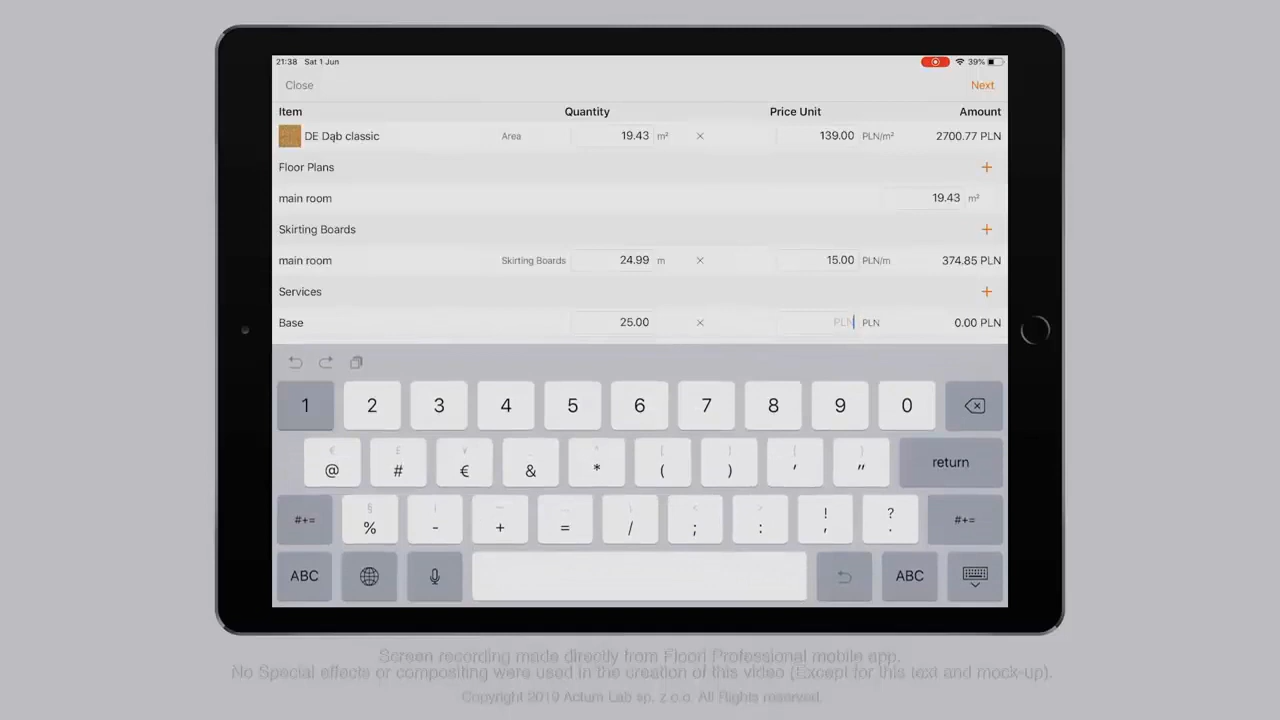 21:38 Sat 1 Jun 39%
Close Next
Item Quantity Price Unit Amount
DE Dąb classic Area 19.43 m² × 139.00 PLN/m² 2700.77 PLN
Floor Plans +
main room 19.43 m²
Skirting Boards +
main room Skirting Boards 24.99 m × 15.00 PLN/m 374.85 PLN
Services +
Base 25.00 × PLN PLN 0.00 PLN
1 2 3 4 5 6 7 8 9 0
@ # € & * ( ) ' " return
#+= % - + = / ; : ! , ? . #+=
ABC ABC
Screen recording made directly from Floori Professional mobile app.
No Special effects or compositing were used in the creation of this video (Except for this text and mock-up).
Copyright 2019 Actum Lab sp. z o.o. All Rights reserved.